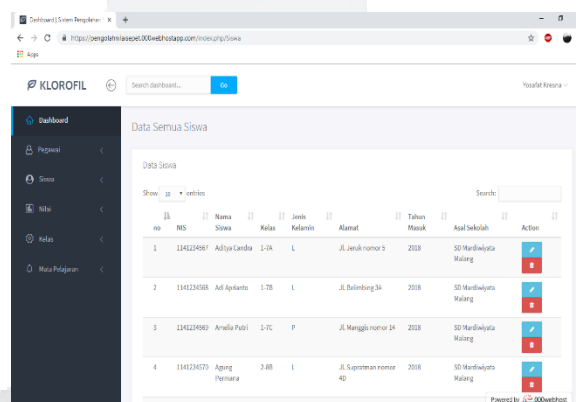 Dashboard | Sistem Pengolahan
https://pengolahnilaisepet.000webhostapp.com/index.php/Siswa
Apps
KLOROFIL
Search dashboard...
Go
Yosafat Kresna
Dashboard
Pegawai
Siswa
Nilai
Kelas
Mata Pelajaran
Data Semua Siswa
Data Siswa
Show 10 entries
Search:
no NIS Nama Siswa Kelas Jenis Kelamin Alamat Tahun Masuk Asal Sekolah Action
1 1141234567 Aditya Candra 1-7A L JL Jeruk nomor 5 2018 SD Mardiwiyata Malang
2 1141234568 Adi Aprianto 1-7B L JL Belimbing 34 2018 SD Mardiwiyata Malang
3 1141234569 Amelia Putri 1-7C P JL Manggis nomor 14 2018 SD Mardiwiyata Malang
4 1141234570 Agung Permana 2-8B L JL Supratman nomor 4D 2018 SD Mardiwiyata Malang
Powered by 000webhost